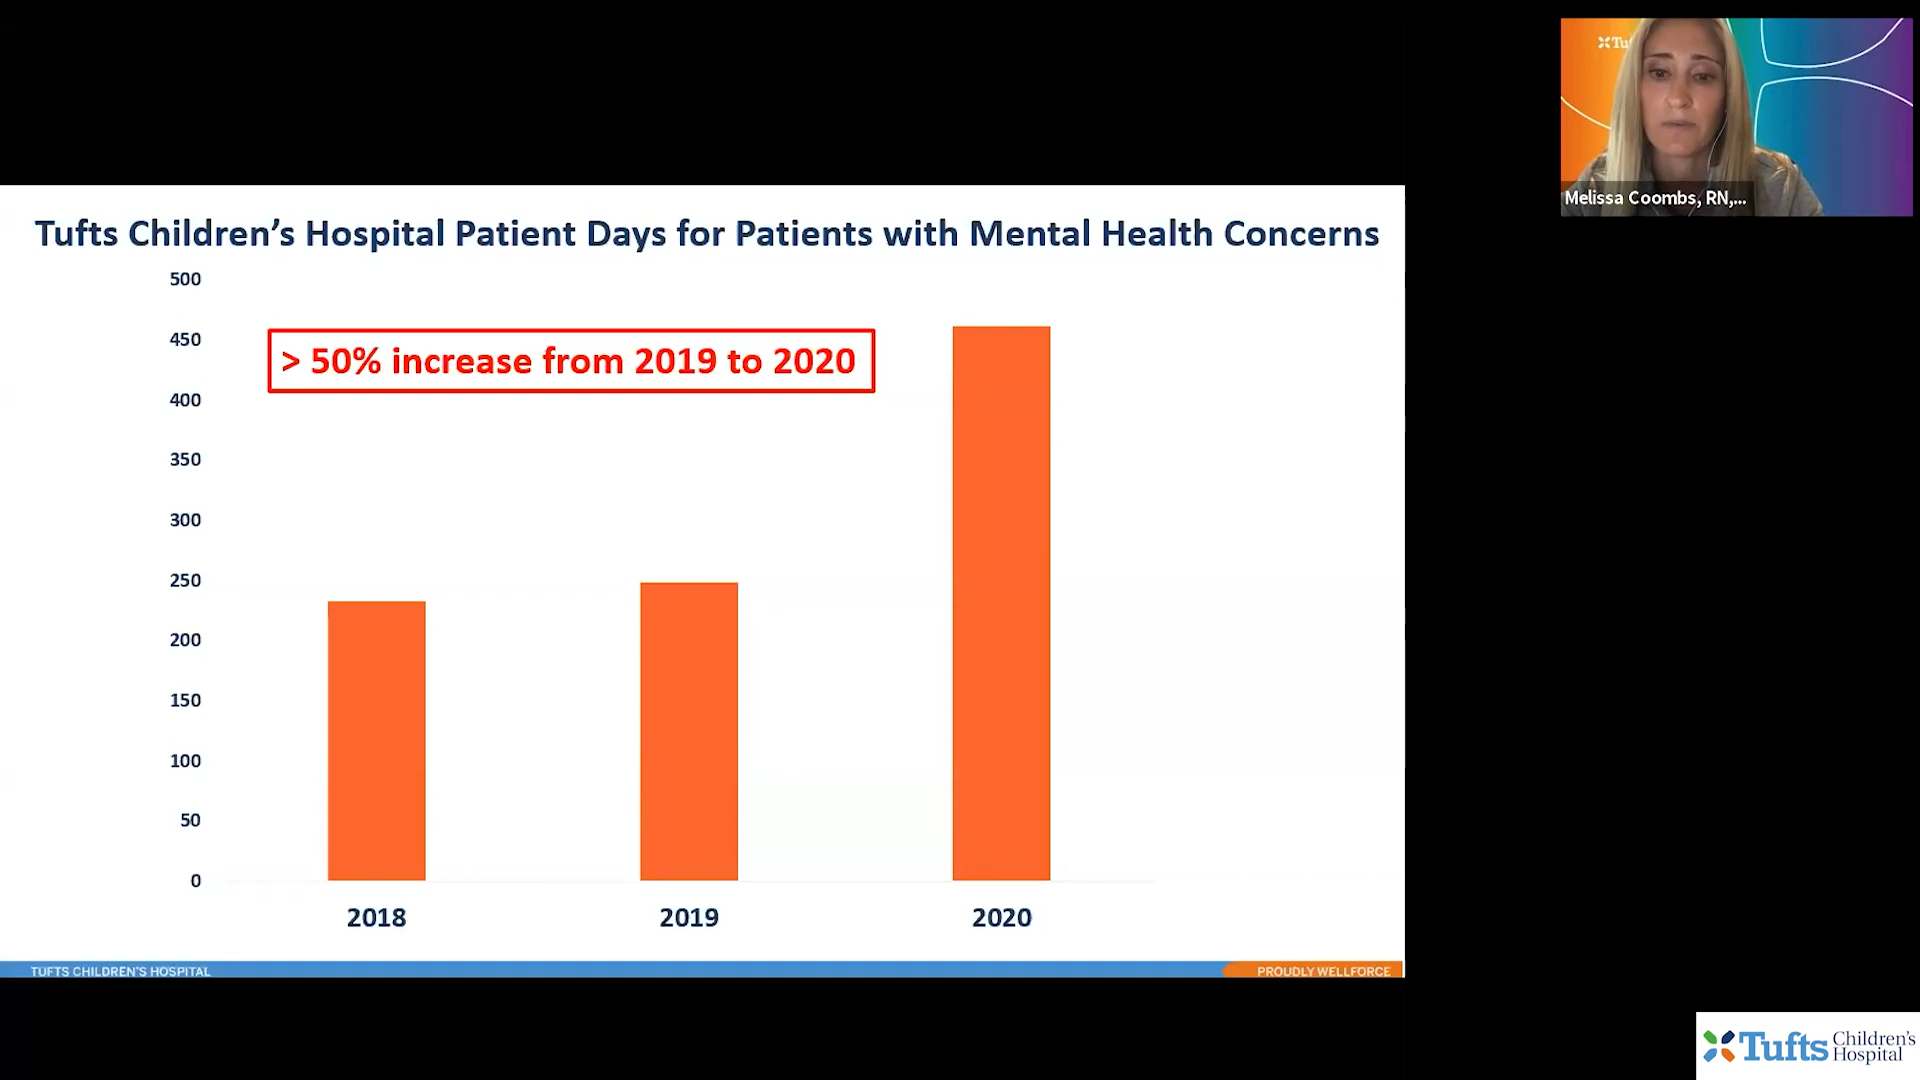 Tu
Melissa Coombs, RN,...
Tufts Children’s Hospital Patient Days for Patients with Mental Health Concerns
500
450
> 50% increase from 2019 to 2020
400
350
300
250
200
150
100
50
0
2018 2019 2020
TUFTS CHILDREN'S HOSPITAL PROUDLY WELLFORCE
Tufts Children's
Hospital